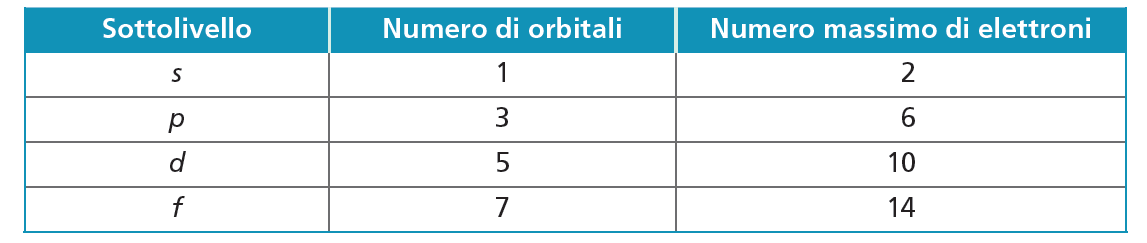 Sottolivello Numero di orbitali Numero massimo di elettroni
s 1 2
p 3 6
d 5 10
f 7 14